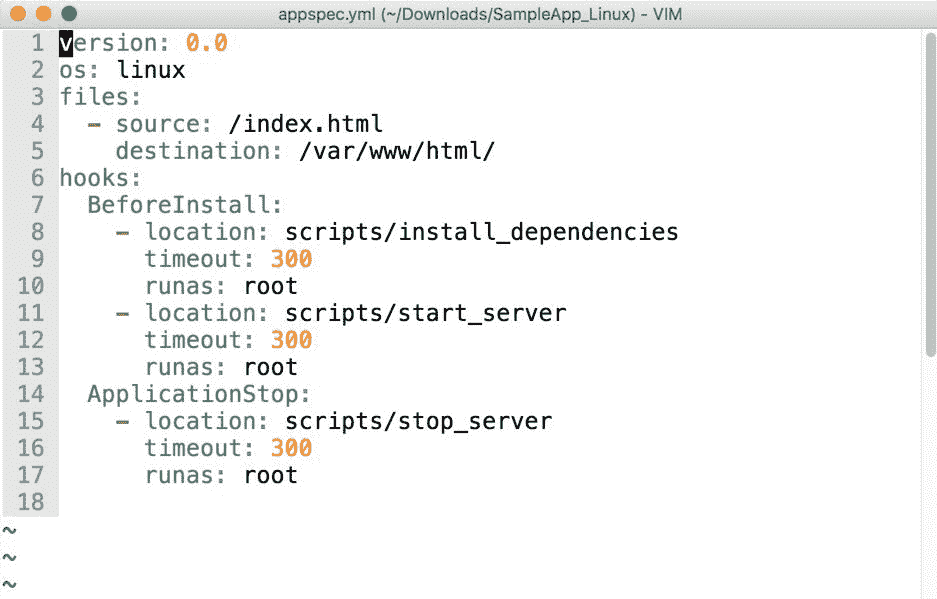 appspec.yml (~/Downloads/SampleApp_Linux) - VIM
1 version: 0.0
2 os: linux
3 files:
4   - source: /index.html
5     destination: /var/www/html/
6 hooks:
7   BeforeInstall:
8     - location: scripts/install_dependencies
9       timeout: 300
10       runas: root
11     - location: scripts/start_server
12       timeout: 300
13       runas: root
14   ApplicationStop:
15     - location: scripts/stop_server
16       timeout: 300
17       runas: root
18
~
~
~